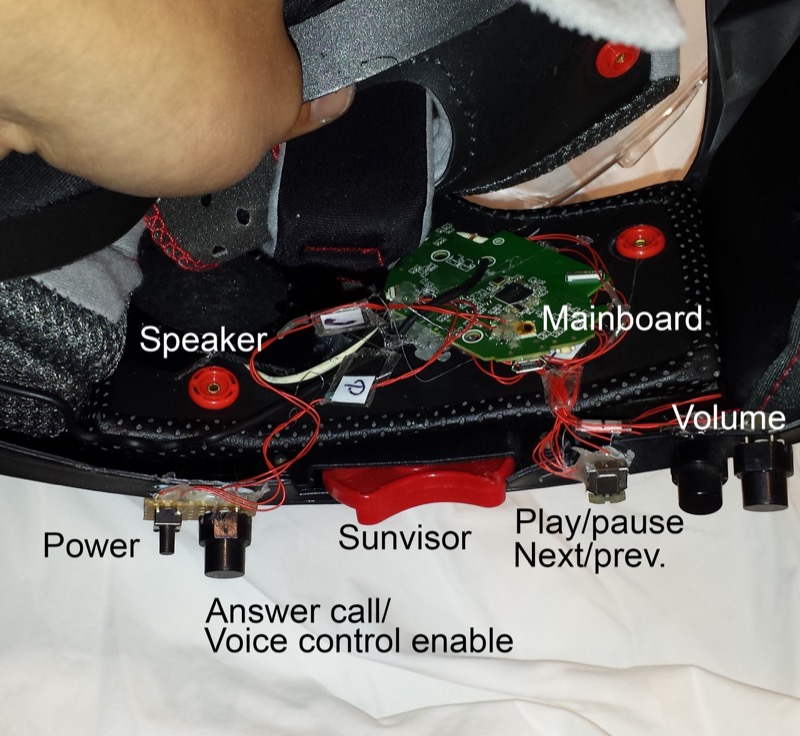 Speaker
Mainboard
Volume
Power
Sunvisor
Play/pause
Next/prev.
Answer call/
Voice control enable